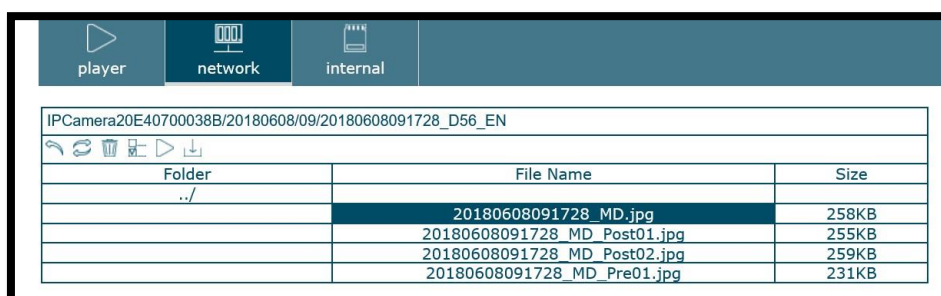 player network internal
IPCamera20E40700038B/20180608/09/20180608091728_D56_EN
Folder File Name Size
../
20180608091728_MD.jpg 258KB
20180608091728_MD_Post01.jpg 255KB
20180608091728_MD_Post02.jpg 259KB
20180608091728_MD_Pre01.jpg 231KB